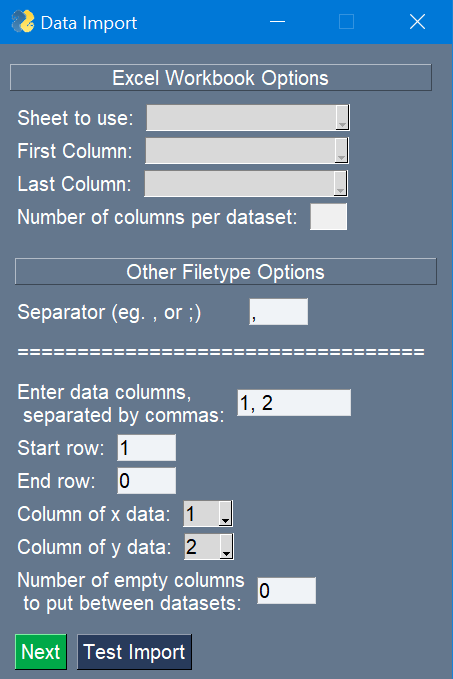 Data Import
Excel Workbook Options
Sheet to use:
First Column:
Last Column:
Number of columns per dataset:
Other Filetype Options
Separator (eg. , or ;) ,
==================================
Enter data columns,
separated by commas: 1, 2
Start row: 1
End row: 0
Column of x data: 1
Column of y data: 2
Number of empty columns
to put between datasets: 0
Next Test Import